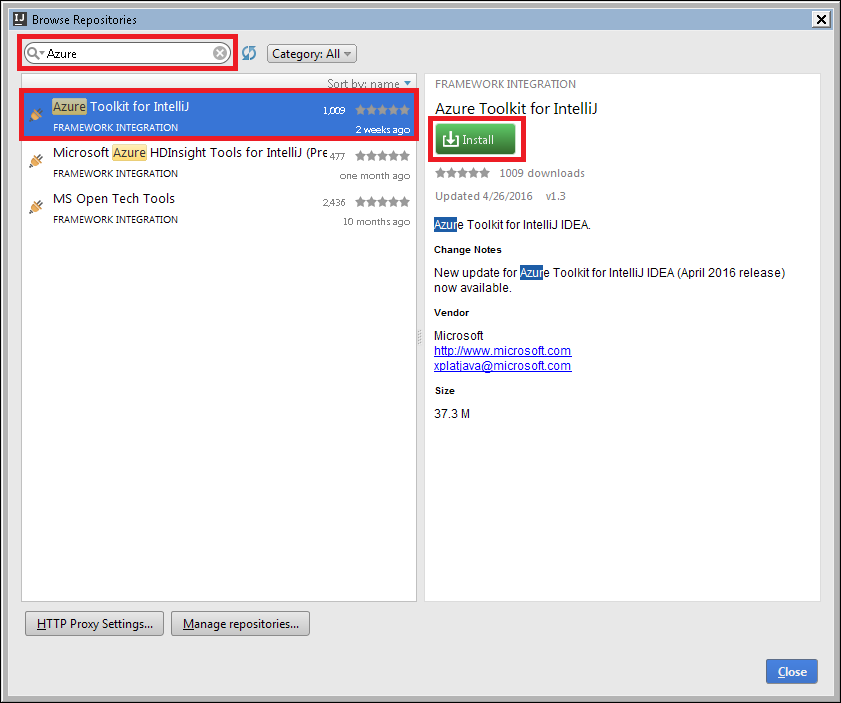 IJ Browse Repositories
Azure
Category: All
Sort by: name
Azure Toolkit for IntelliJ
1,009
FRAMEWORK INTEGRATION
2 weeks ago
Microsoft Azure HDInsight Tools for IntelliJ (Pre
477
FRAMEWORK INTEGRATION
one month ago
MS Open Tech Tools
2,436
FRAMEWORK INTEGRATION
10 months ago
FRAMEWORK INTEGRATION
Azure Toolkit for IntelliJ
Install
1009 downloads
Updated 4/26/2016 v1.3
Azure Toolkit for IntelliJ IDEA.
Change Notes
New update for Azure Toolkit for IntelliJ IDEA (April 2016 release)
now available.
Vendor
Microsoft
http://www.microsoft.com
xplatjava@microsoft.com
Size
37.3 M
HTTP Proxy Settings...
Manage repositories...
Close